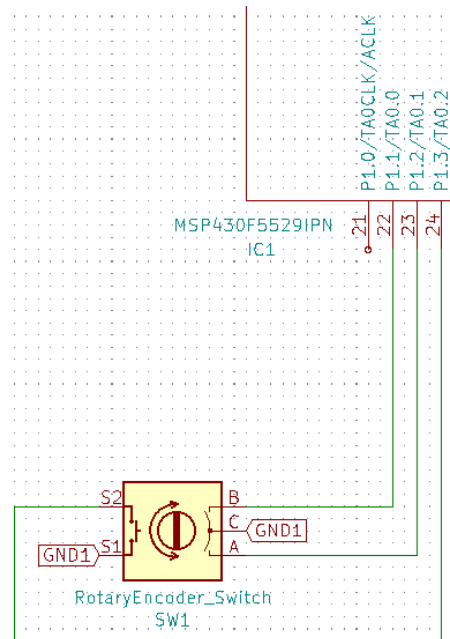 P1.0/TA0CLK/ACLK
P1.1/TA0.0
P1.2/TA0.1
P1.3/TA0.2
21
22
23
24
MSP430F5529IPN
IC1
S2
B
C
GND1
GND1
S1
A
RotaryEncoder_Switch
SW1